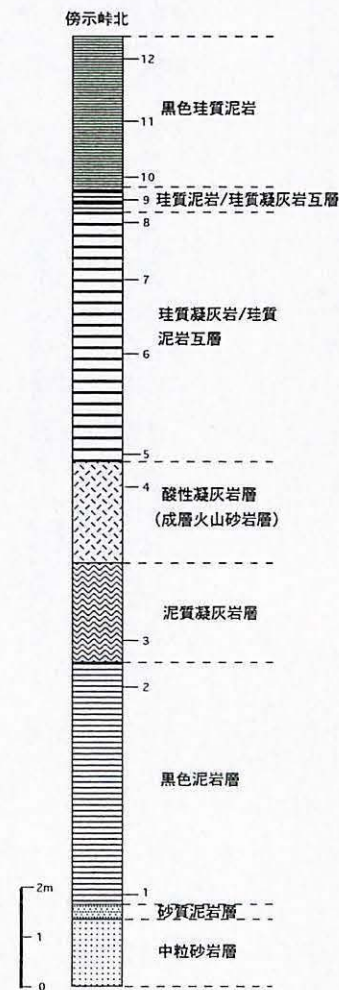 傍示峠北
12
黒色珪質泥岩
11
10
9 珪質泥岩/珪質凝灰岩互層
8
7
珪質凝灰岩/珪質
泥岩互層
6
5
4
酸性凝灰岩層
(成層火山砂岩層)
泥質凝灰岩層
3
2
黒色泥岩層
2m
1
砂質泥岩層
1
中粒砂岩層
0